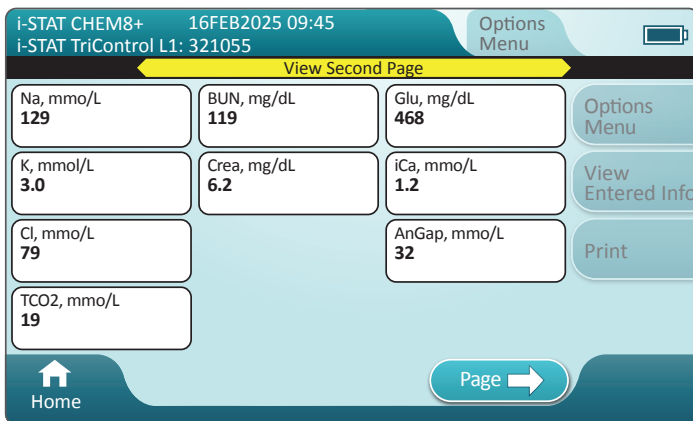 i-STAT CHEM8+ 16FEB2025 09:45
i-STAT TriControl L1: 321055
Options
Menu
View Second Page
Na, mmo/L
129
BUN, mg/dL
119
Glu, mg/dL
468
Options
Menu
K, mmol/L
3.0
Crea, mg/dL
6.2
iCa, mmo/L
1.2
View
Entered Info
Cl, mmo/L
79
AnGap, mmo/L
32
Print
TCO2, mmo/L
19
Home
Page